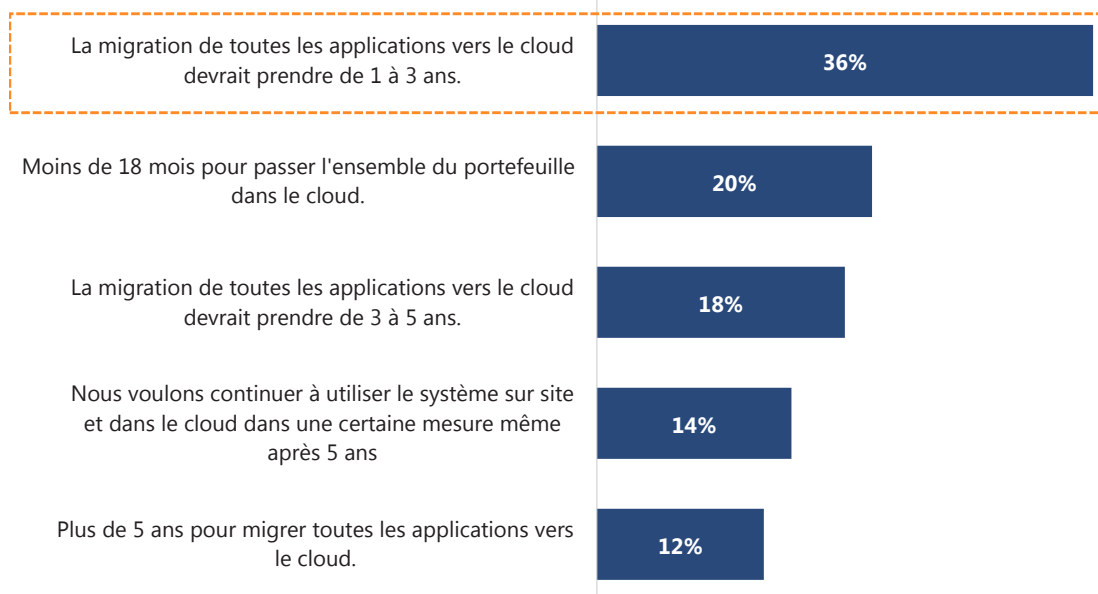 La migration de toutes les applications vers le cloud
devrait prendre de 1 à 3 ans.
36%
Moins de 18 mois pour passer l'ensemble du portefeuille
dans le cloud.
20%
La migration de toutes les applications vers le cloud
devrait prendre de 3 à 5 ans.
18%
Nous voulons continuer à utiliser le système sur site
et dans le cloud dans une certaine mesure même
après 5 ans
14%
Plus de 5 ans pour migrer toutes les applications vers
le cloud.
12%